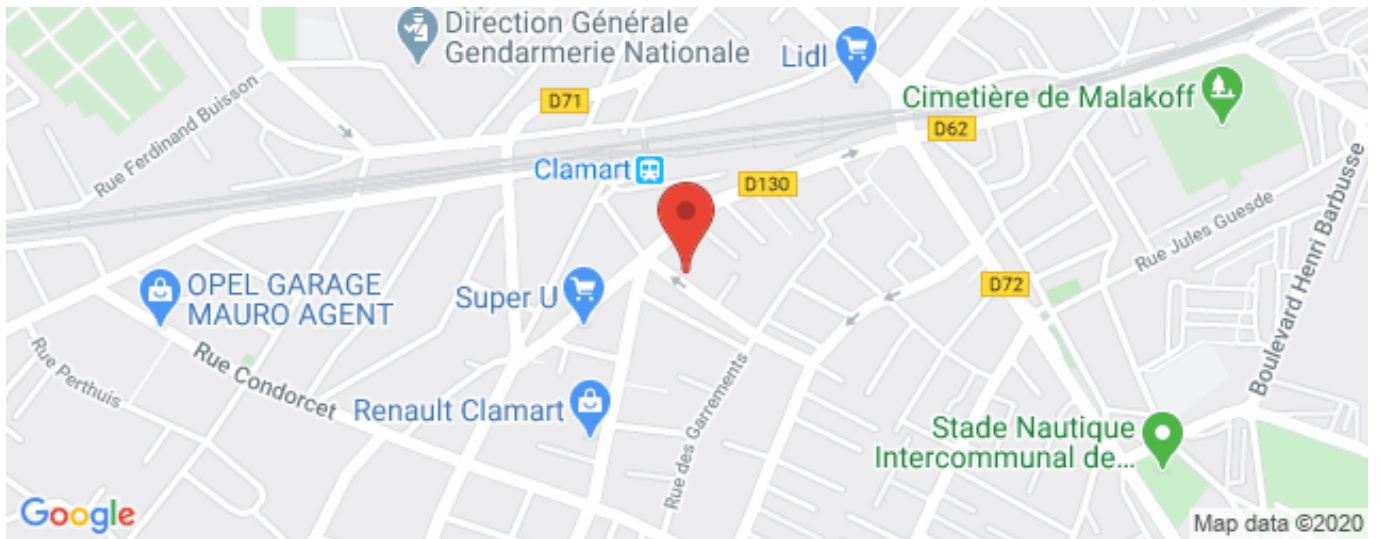 Direction Générale
Gendarmerie Nationale
Lidl
D71
Cimetière de Malakoff
D62
Rue Ferdinand Buisson
Clamart
D130
Boulevard Henri Barbusse
Rue Jules Guesde
OPEL GARAGE
MAURO AGENT
Super U
D72
Rue Perthuis
Rue Condorcet
Renault Clamart
Rue des Garrements
Stade Nautique
Intercommunal de...
Google
Map data ©2020